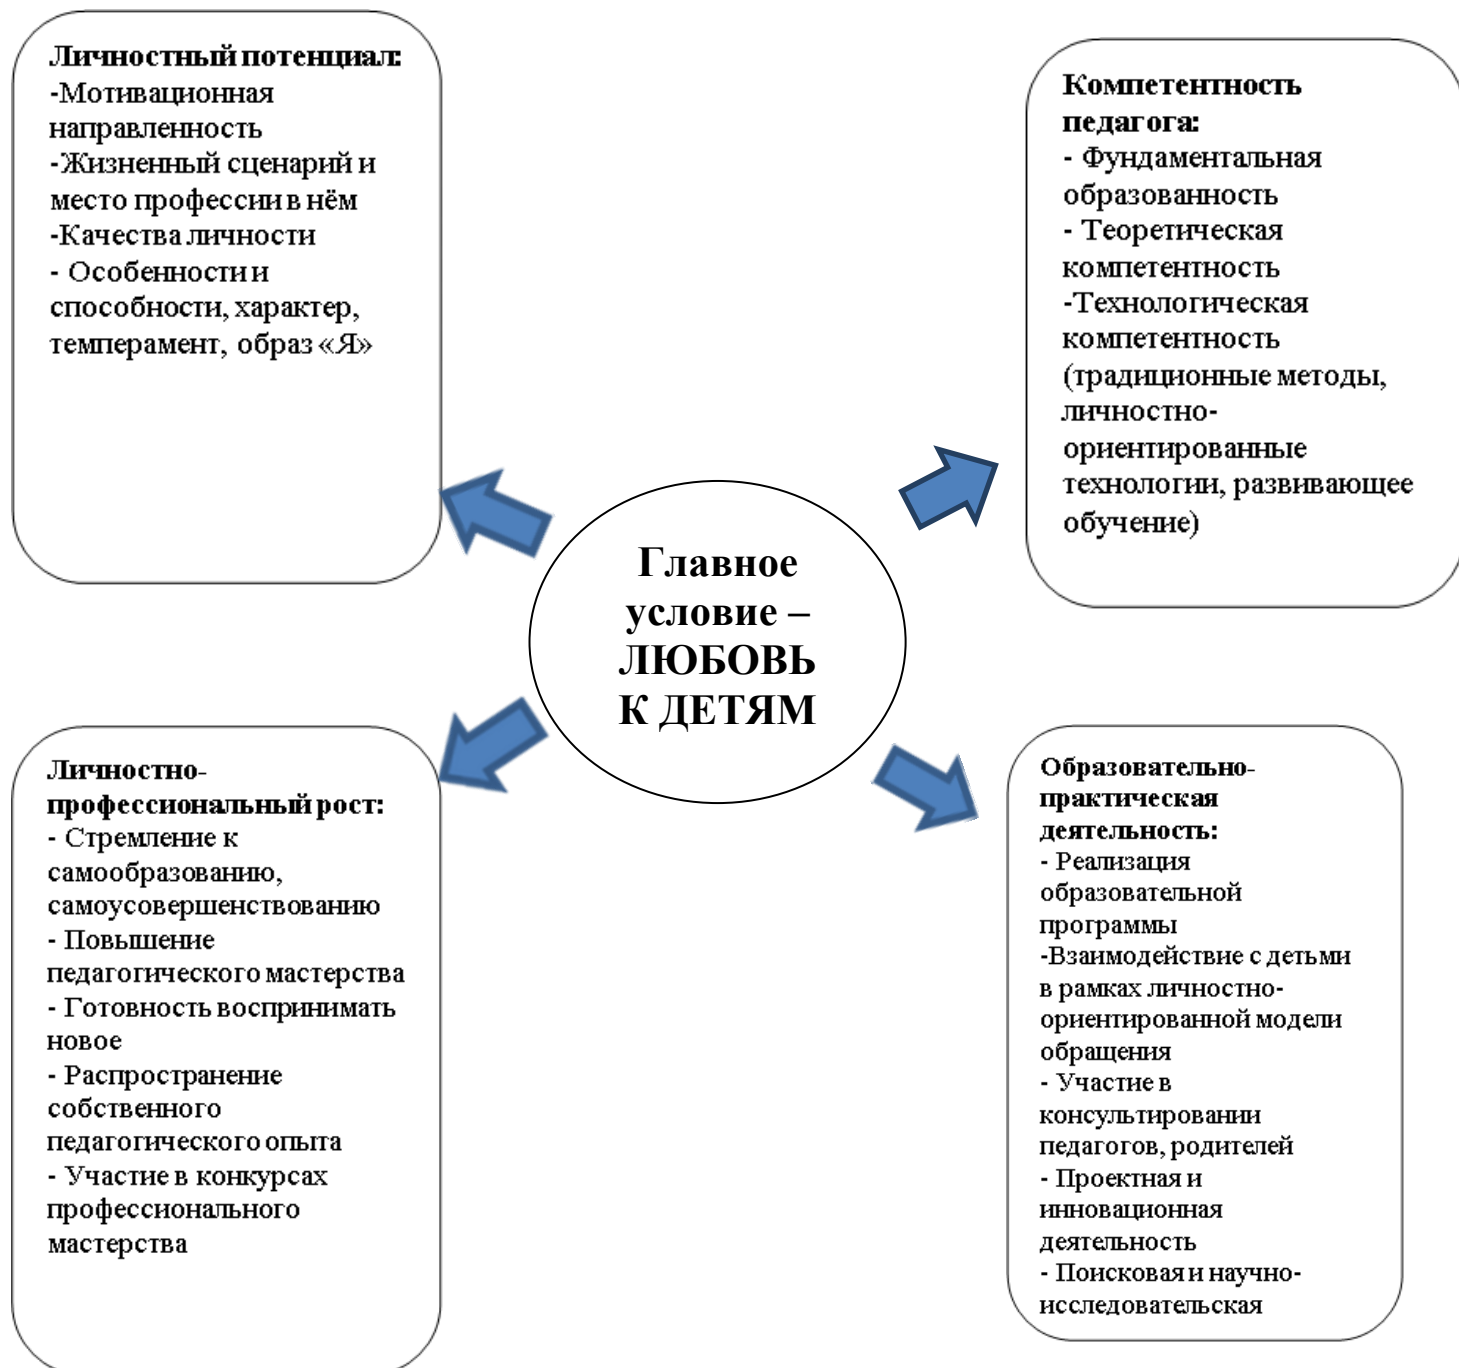 Личностный потенциал:
-Мотивационная
направленность
-Жизненный сценарий и
место профессии в нём
-Качества личности
- Особенности и
способности, характер,
темперамент, образ «Я»
Компетентность
педагога:
- Фундаментальная
образованность
- Теоретическая
компетентность
-Технологическая
компетентность
(традиционные методы,
личностно-
ориентированные
технологии, развивающее
обучение)
Главное
условие –
ЛЮБОВЬ
К ДЕТЯМ
Личностно-
профессиональный рост:
- Стремление к
самообразованию,
самоусовершенствованию
- Повышение
педагогического мастерства
- Готовность воспринимать
новое
- Распространение
собственного
педагогического опыта
- Участие в конкурсах
профессионального
мастерства
Образовательно-
практическая
деятельность:
- Реализация
образовательной
программы
-Взаимодействие с детьми
в рамках личностно-
ориентированной модели
обращения
- Участие в
консультировании
педагогов, родителей
- Проектная и
инновационная
деятельность
- Поисковая и научно-
исследовательская